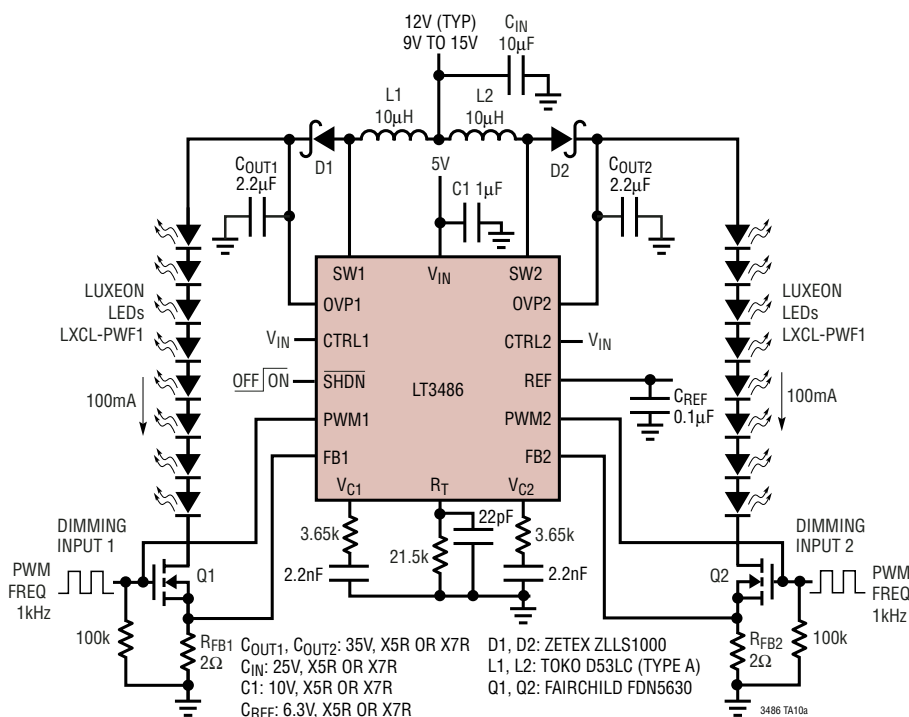 12V (TYP)
9V TO 15V
CIN
10µF
L1
10µH
L2
10µH
D1
D2
5V
COUT1
2.2µF
COUT2
2.2µF
C1 1µF
SW1
VIN
SW2
OVP1
OVP2
LUXEON
LEDs
LXCL-PWF1
LUXEON
LEDs
LXCL-PWF1
VIN
CTRL1
CTRL2
VIN
OFF ON
SHDN
REF
LT3486
CREF
0.1µF
100mA
100mA
PWM1
PWM2
FB1
FB2
VC1
RT
VC2
22pF
3.65k
3.65k
21.5k
2.2nF
2.2nF
DIMMING
INPUT 1
DIMMING
INPUT 2
PWM
FREQ
1kHz
Q1
Q2
PWM
FREQ
1kHz
100k
RFB1
2Ω
RFB2
2Ω
100k
COUT1, COUT2: 35V, X5R OR X7R
CIN: 25V, X5R OR X7R
C1: 10V, X5R OR X7R
CREF: 6.3V, X5R OR X7R
D1, D2: ZETEX ZLLS1000
L1, L2: TOKO D53LC (TYPE A)
Q1, Q2: FAIRCHILD FDN5630
3486 TA10a